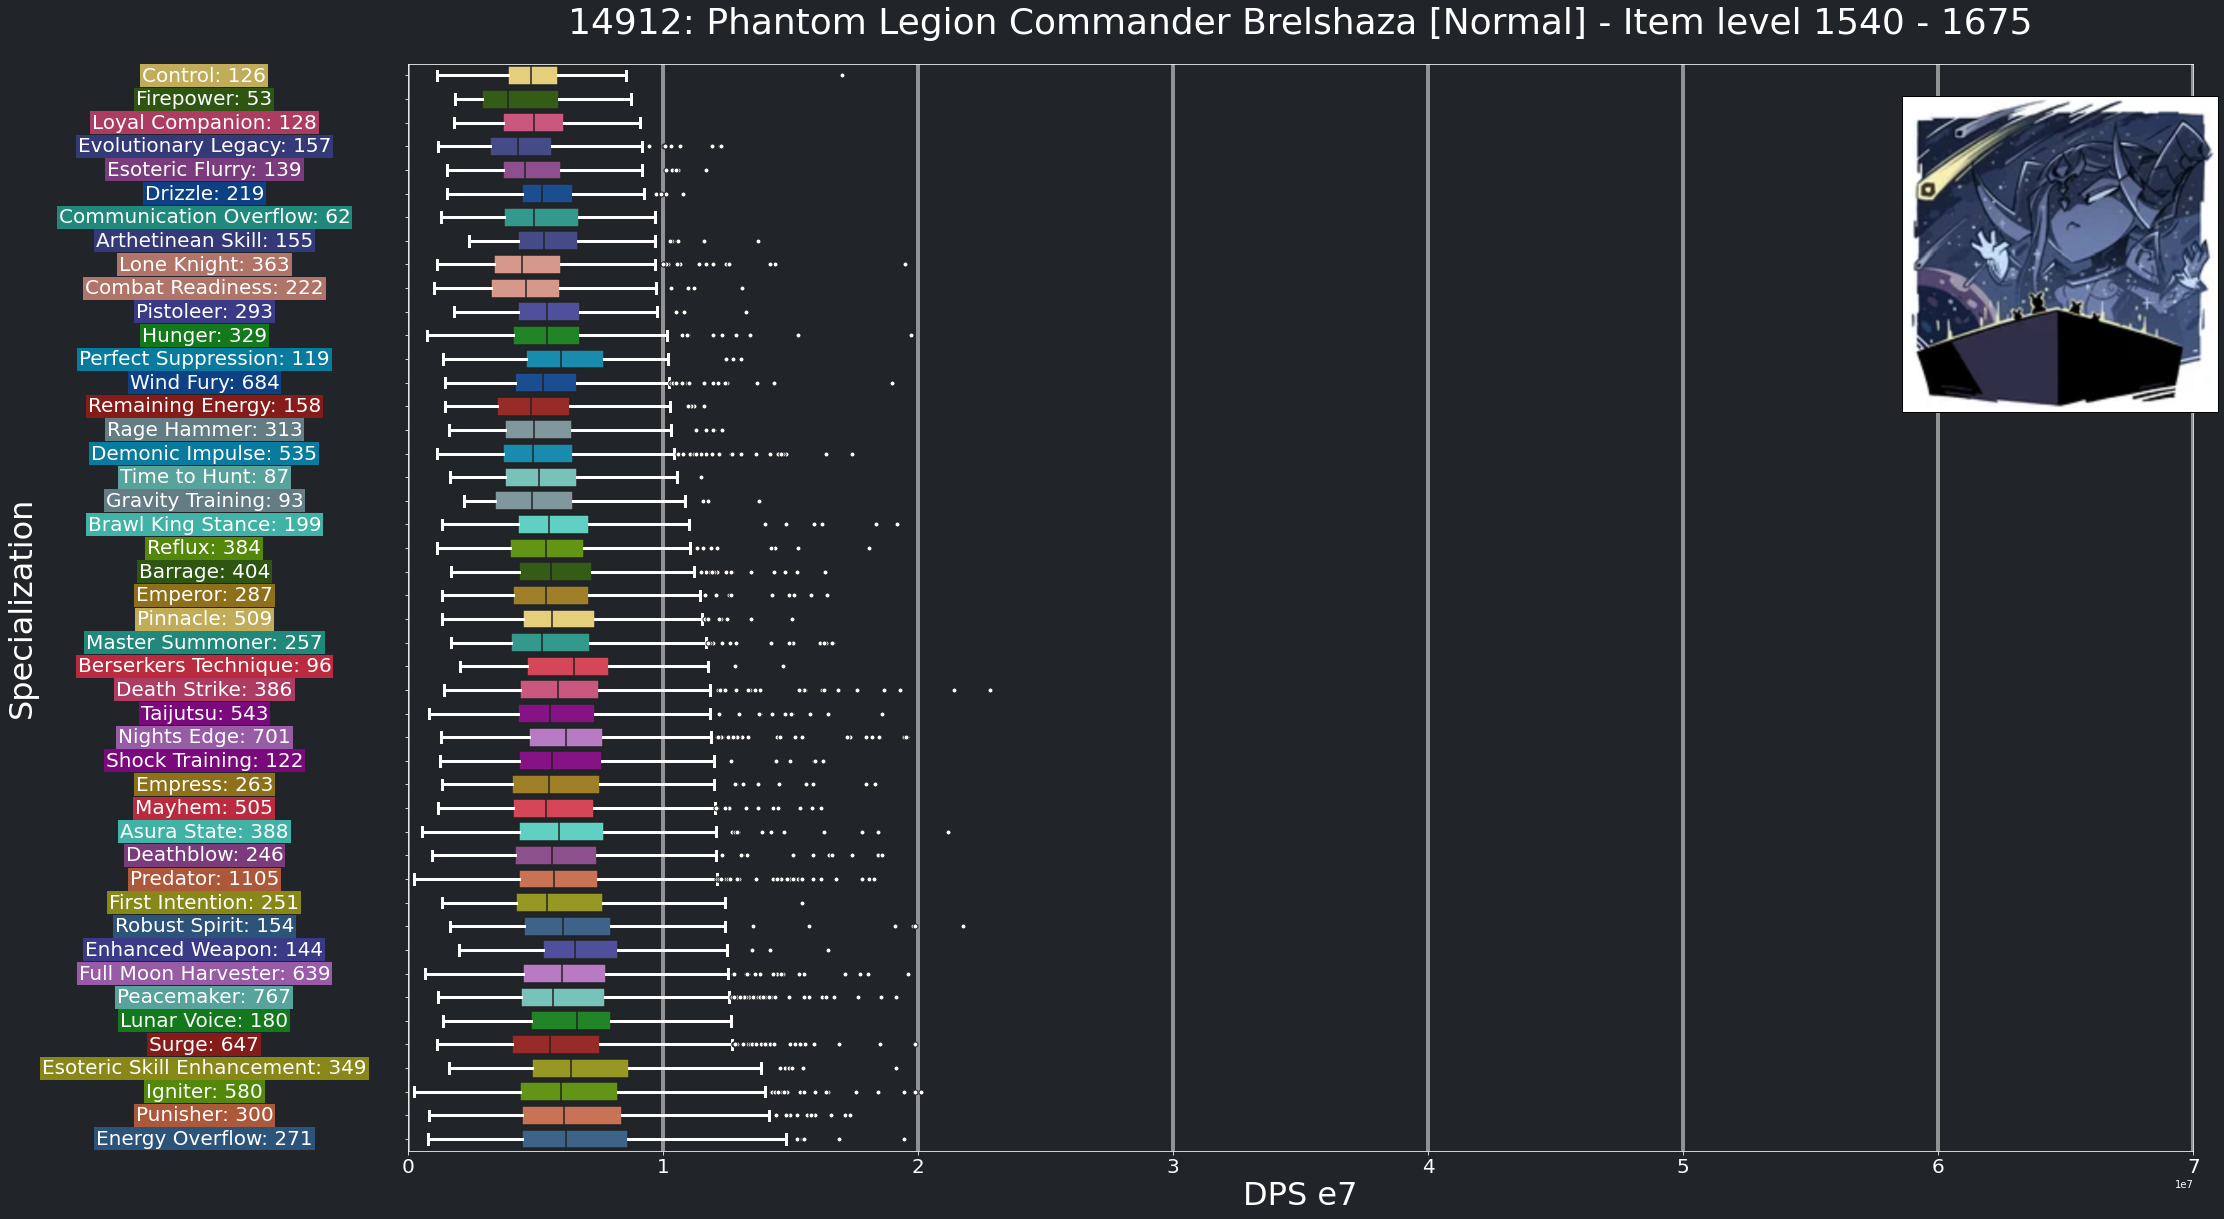 14912: Phantom Legion Commander Brelshaza [Normal] - Item level 1540 - 1675
Specialization
Control: 126
Firepower: 53
Loyal Companion: 128
Evolutionary Legacy: 157
Esoteric Flurry: 139
Drizzle: 219
Communication Overflow: 62
Arthetinean Skill: 155
Lone Knight: 363
Combat Readiness: 222
Pistoleer: 293
Hunger: 329
Perfect Suppression: 119
Wind Fury: 684
Remaining Energy: 158
Rage Hammer: 313
Demonic Impulse: 535
Time to Hunt: 87
Gravity Training: 93
Brawl King Stance: 199
Reflux: 384
Barrage: 404
Emperor: 287
Pinnacle: 509
Master Summoner: 257
Berserkers Technique: 96
Death Strike: 386
Taijutsu: 543
Nights Edge: 701
Shock Training: 122
Empress: 263
Mayhem: 505
Asura State: 388
Deathblow: 246
Predator: 1105
First Intention: 251
Robust Spirit: 154
Enhanced Weapon: 144
Full Moon Harvester: 639
Peacemaker: 767
Lunar Voice: 180
Surge: 647
Esoteric Skill Enhancement: 349
Igniter: 580
Punisher: 300
Energy Overflow: 271
0 1 2 3 4 5 6 7
1e7
DPS e7